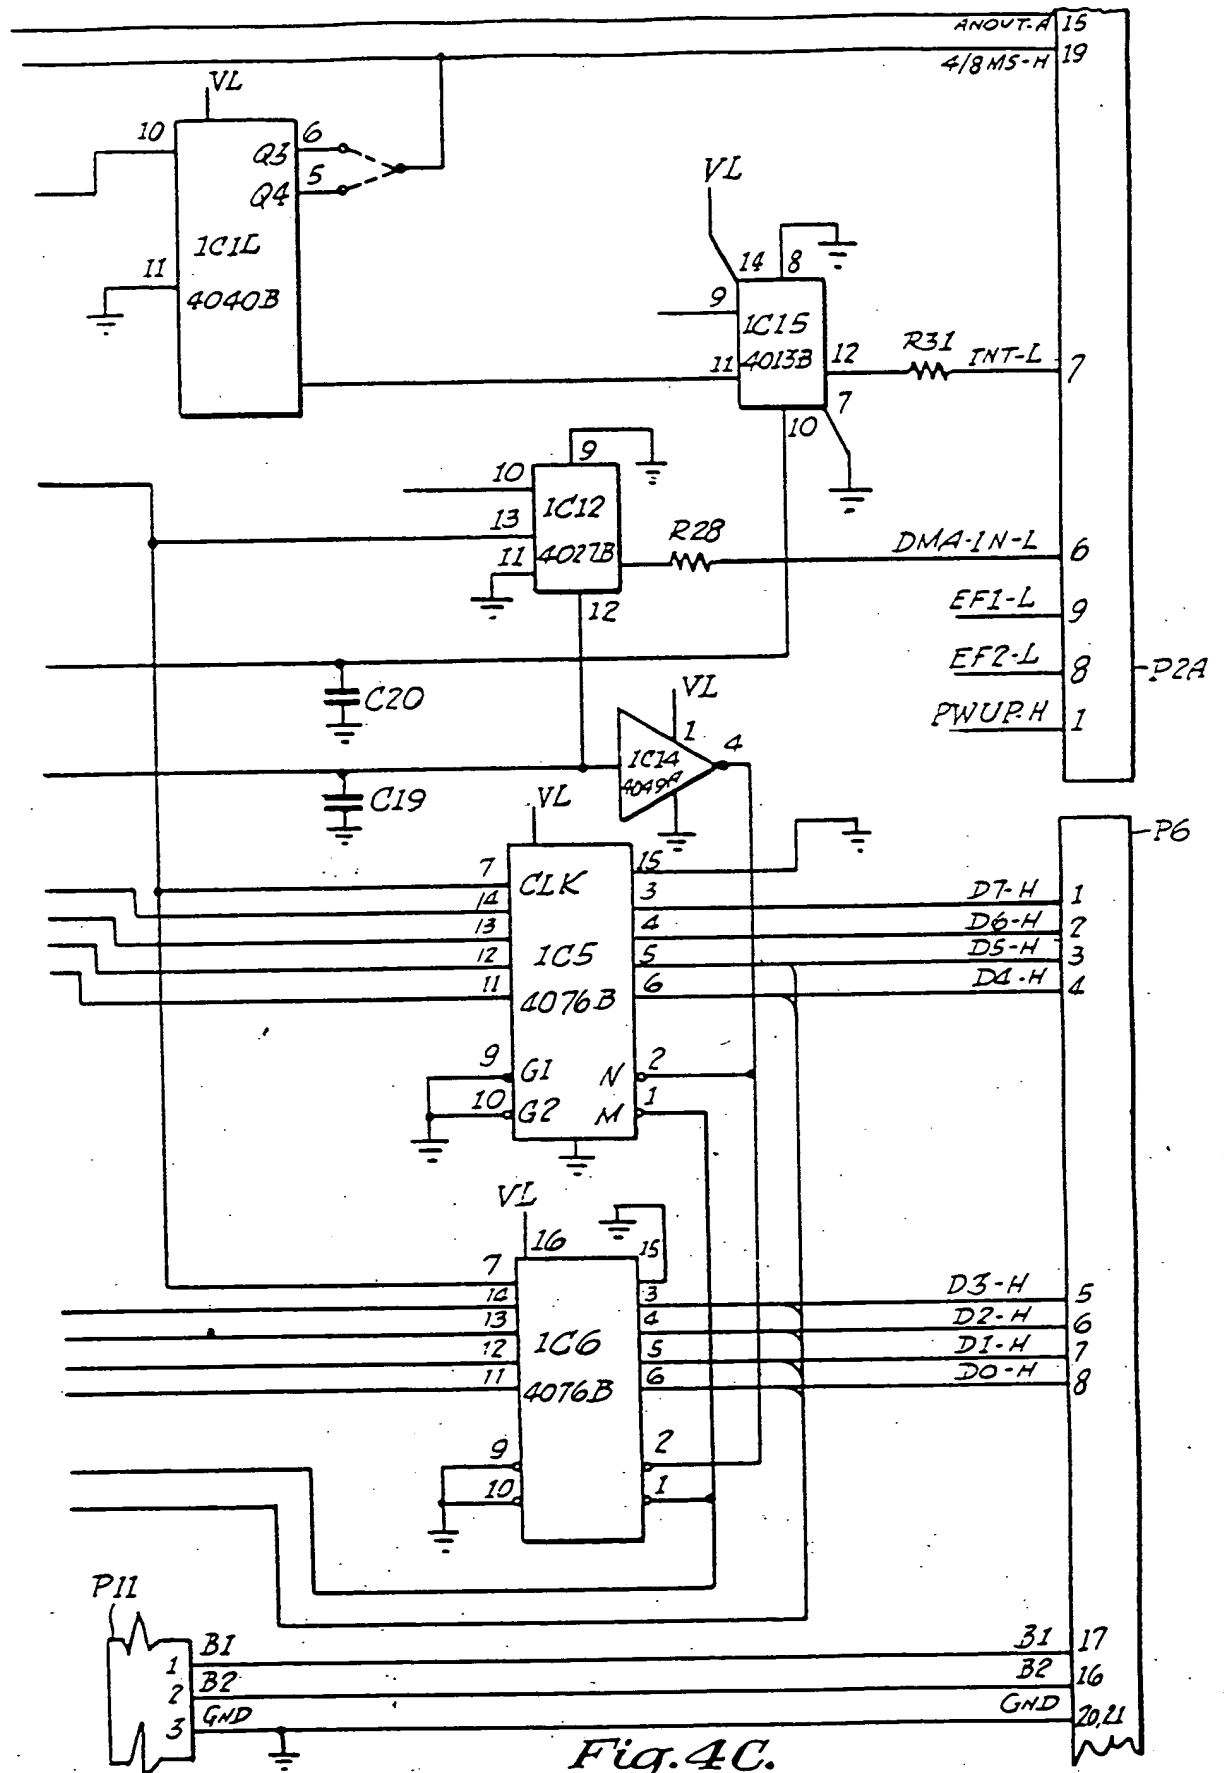 ANOUT-A 15
4/8MS-H 19
VL
10
Q3 6
Q4 5
1C1L
11
4040B
VL
14 8
9
1C15
11 4013B 12 R31 INT-L 7
7
10
9
10
1C12
13
R28 DMA-IN-L 6
11 4027B
12
EF1-L 9
EF2-L 8
P2A
PWUP.H 1
C20
VL
1 4
1C14
4049A
C19
VL
P6
7 CLK 15
14 3 D7-H 1
13 4 D6-H 2
12 1C5 5 D5-H 3
11 4076B 6 D4-H 4
9 G1 N 2
10 G2 M 1
VL
16
7 15
14 3 D3-H 5
13 4 D2-H 6
12 1C6 5 D1-H 7
11 4076B 6 D0-H 8
9 2
10 1
P11
1 B1 B1 17
2 B2 B2 16
3 GND GND 20,21
Fig.4C.